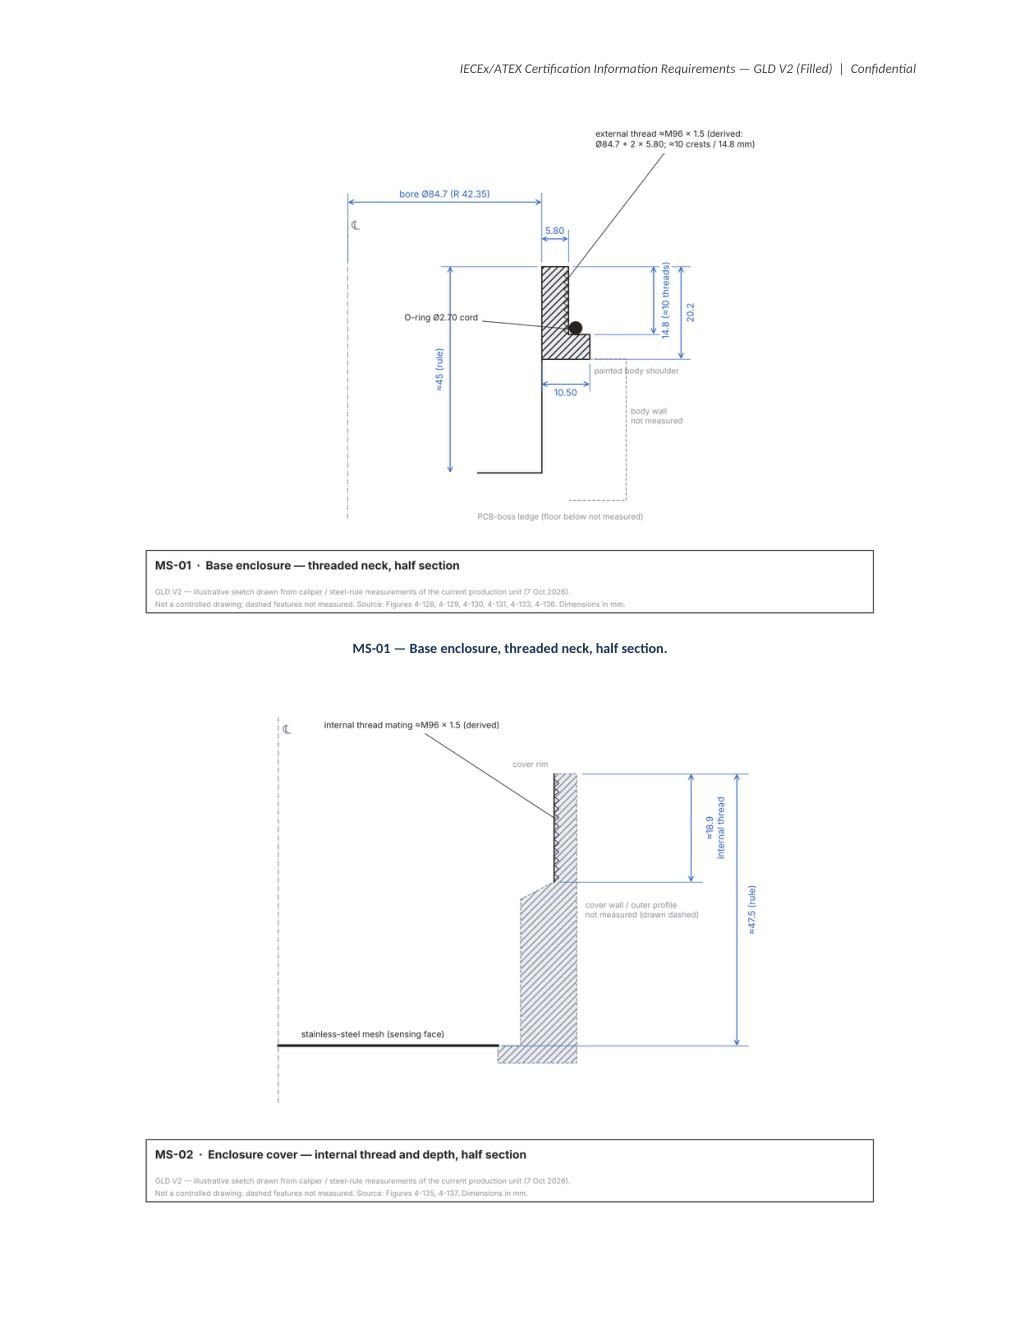 IECEx/ATEX Certification Information Requirements — GLD V2 (Filled) | Confidential
external thread ≈M96 × 1.5 (derived:
Ø84.7 + 2 × 5.80; ≈10 crests / 14.8 mm)
bore Ø84.7 (R 42.35)
℄
5.80
14.8 (≈10 threads)
20.2
O-ring Ø2.70 cord
≈45 (rule)
painted body shoulder
10.50
body wall
not measured
PCB-boss ledge (floor below not measured)
MS-01 · Base enclosure — threaded neck, half section
GLD V2 — illustrative sketch drawn from caliper / steel-rule measurements of the current production unit (7 Oct 2026).
Not a controlled drawing; dashed features not measured. Source: Figures 4-128, 4-129, 4-130, 4-131, 4-133, 4-136. Dimensions in mm.
MS-01 — Base enclosure, threaded neck, half section.
internal thread mating ≈M96 × 1.5 (derived)
℄
cover rim
≈18.9
internal thread
≈47.5 (rule)
cover wall / outer profile
not measured (drawn dashed)
stainless-steel mesh (sensing face)
MS-02 · Enclosure cover — internal thread and depth, half section
GLD V2 — illustrative sketch drawn from caliper / steel-rule measurements of the current production unit (7 Oct 2026).
Not a controlled drawing; dashed features not measured. Source: Figures 4-135, 4-137. Dimensions in mm.